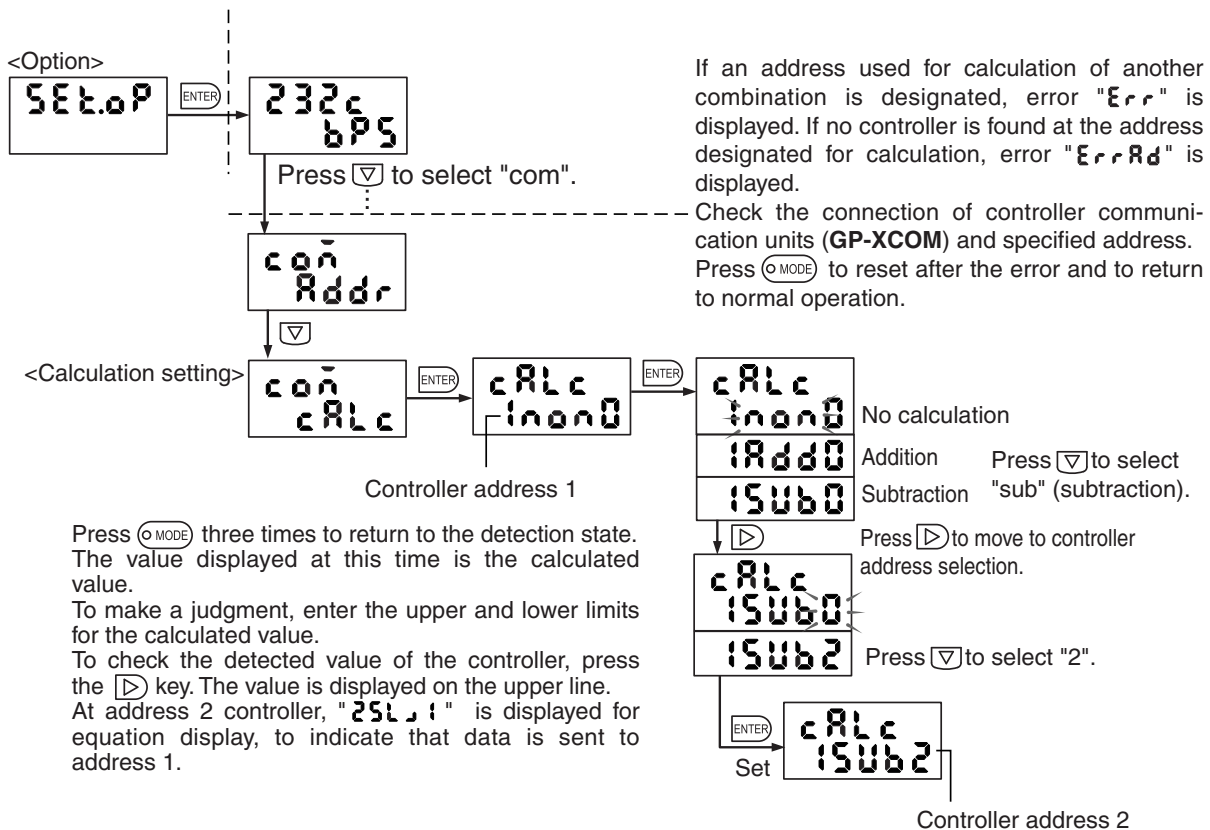 <Option>
SEt.oP
ENTER
232c
bPS
Press ▽ to select "com".
com
Addr
▽
<Calculation setting>
com
cALc
ENTER
cALc
1non0
ENTER
cALc
1non0
No calculation
1Add0
Addition
1SUb0
Subtraction
Press ▽ to select
"sub" (subtraction).
Controller address 1
▷
Press ▷ to move to controller
address selection.
cALc
1SUb0
1SUb2
Press ▽ to select "2".
ENTER
Set
cALc
1SUb2
Controller address 2
If an address used for calculation of another
combination is designated, error "Err" is
displayed. If no controller is found at the address
designated for calculation, error "ErrAd" is
displayed.
Check the connection of controller communi-
cation units (GP-XCOM) and specified address.
Press MODE to reset after the error and to return
to normal operation.
Press MODE three times to return to the detection state.
The value displayed at this time is the calculated
value.
To make a judgment, enter the upper and lower limits
for the calculated value.
To check the detected value of the controller, press
the ▷ key. The value is displayed on the upper line.
At address 2 controller, " " is displayed for
equation display, to indicate that data is sent to
address 1.